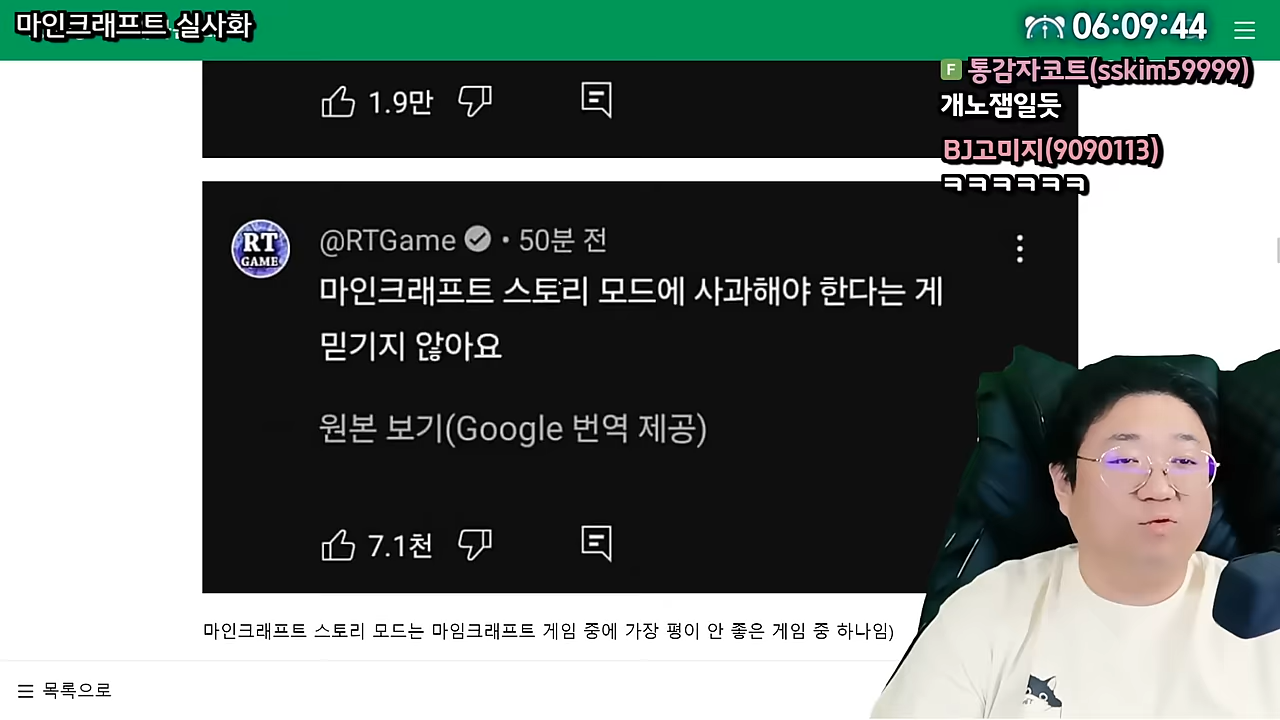 마인크래프트 실사화
06:09:44
통감자코트(sskim59999)
개노잼일듯
BJ고미지(9090113)
ㅋㅋㅋㅋㅋㅋ
1.9만
RT
GAME
@RTGame • 50분 전
마인크래프트 스토리 모드에 사과해야 한다는 게
믿기지 않아요
원본 보기(Google 번역 제공)
7.1천
마인크래프트 스토리 모드는 마임크래프트 게임 중에 가장 평이 안 좋은 게임 중 하나임)
목록으로